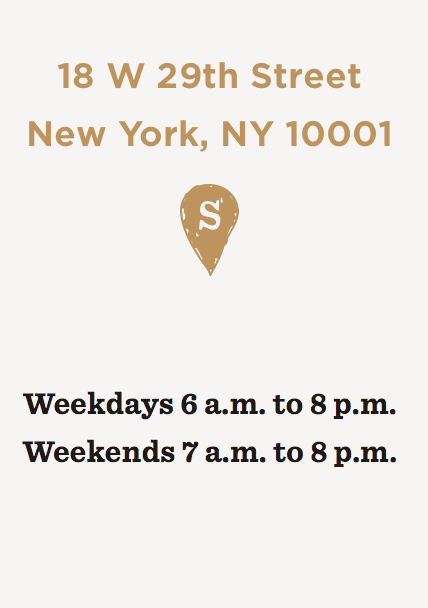 18 W 29th Street
New York, NY 10001
S
Weekdays 6 a.m. to 8 p.m.
Weekends 7 a.m. to 8 p.m.